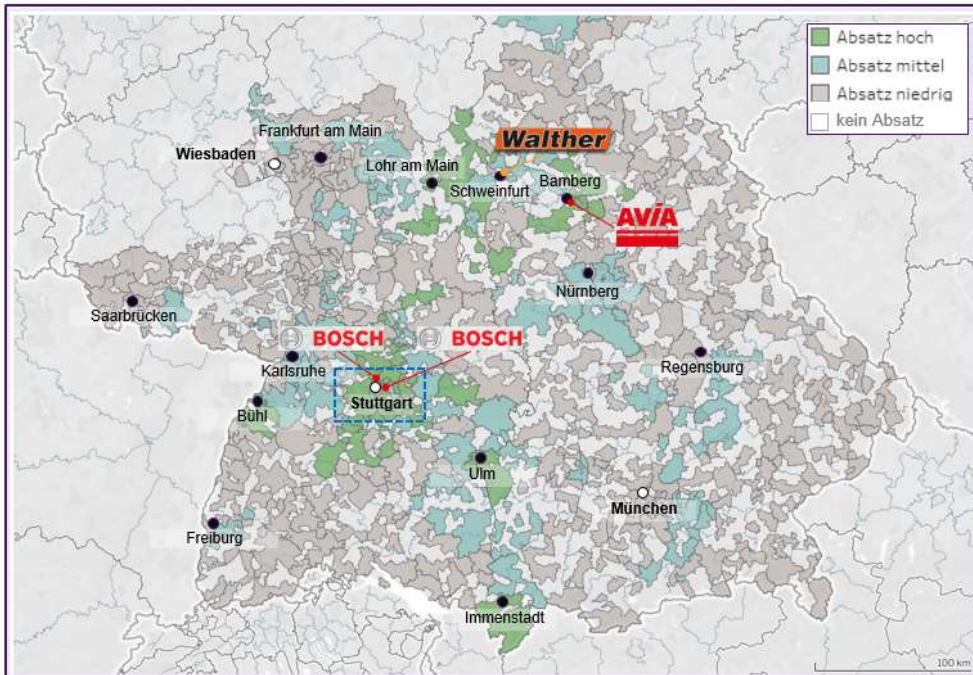 Absatz hoch
Absatz mittel
Absatz niedrig
kein Absatz
Frankfurt am Main
Walther
Wiesbaden
Lohr am Main
Schweinfurt
Bamberg
AVIA
Nürnberg
Saarbrücken
BOSCH
BOSCH
Karlsruhe
Regensburg
Stuttgart
Bühl
Ulm
München
Freiburg
Immenstadt
100 km